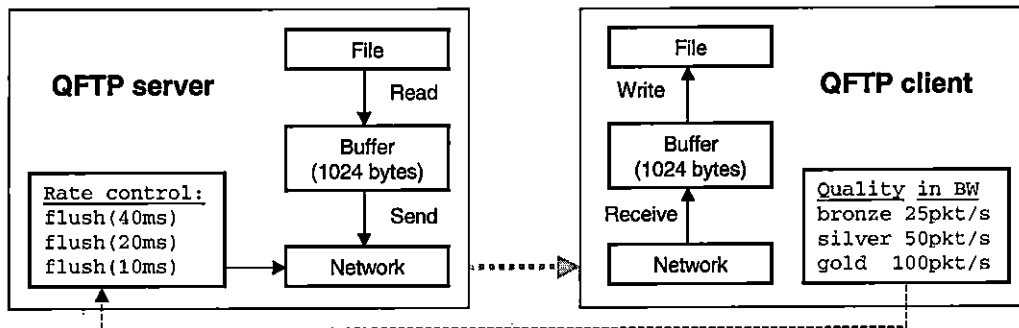 QFTP server
File
Read
Buffer
(1024 bytes)
Send
Network
Rate control:
flush(40ms)
flush(20ms)
flush(10ms)
QFTP client
File
Write
Buffer
(1024 bytes)
Receive
Network
Quality in BW
bronze 25pkt/s
silver 50pkt/s
gold 100pkt/s